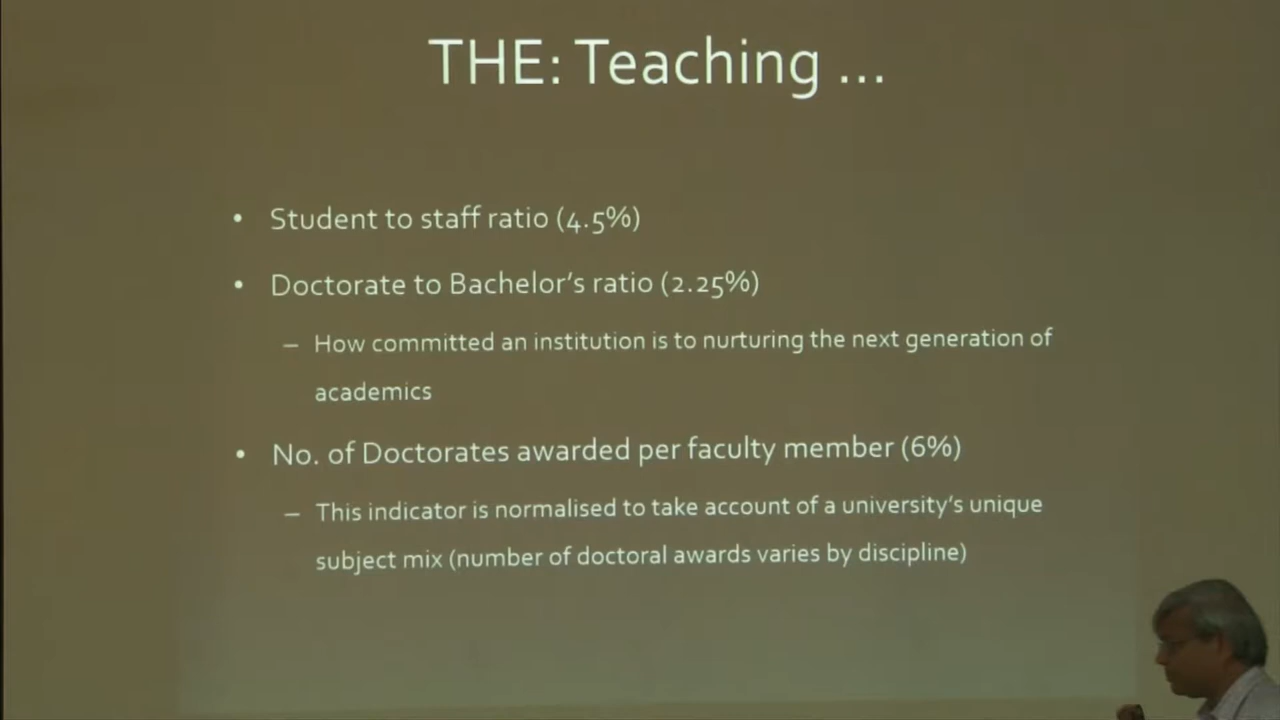 THE: Teaching ...
• Student to staff ratio (4.5%)
• Doctorate to Bachelor's ratio (2.25%)
– How committed an institution is to nurturing the next generation of
academics
• No. of Doctorates awarded per faculty member (6%)
– This indicator is normalised to take account of a university's unique
subject mix (number of doctoral awards varies by discipline)